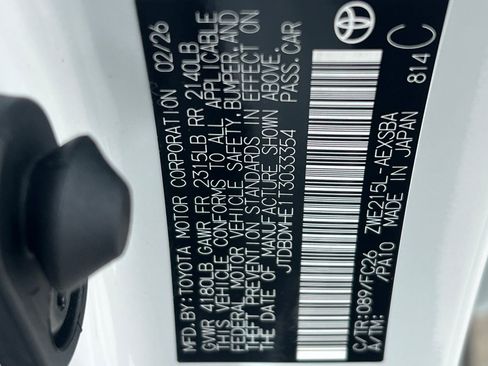 MFD.BY: TOYOTA MOTOR CORPORATION 02/26
GVWR 4180LB GAWR FR 2315LB RR 2140LB
THIS VEHICLE CONFORMS TO ALL APPLICABLE
FEDERAL MOTOR VEHICLE SAFETY, BUMPER, AND
THEFT PREVENTION STANDARDS IN EFFECT ON
THE DATE OF MANUFACTURE SHOWN ABOVE.
JTDBDMHE1T3033354 PASS.CAR
ZWE215L-AEXSBA
C/TR:089/FC26 MADE IN JAPAN
A/TM: /PA10 814 C